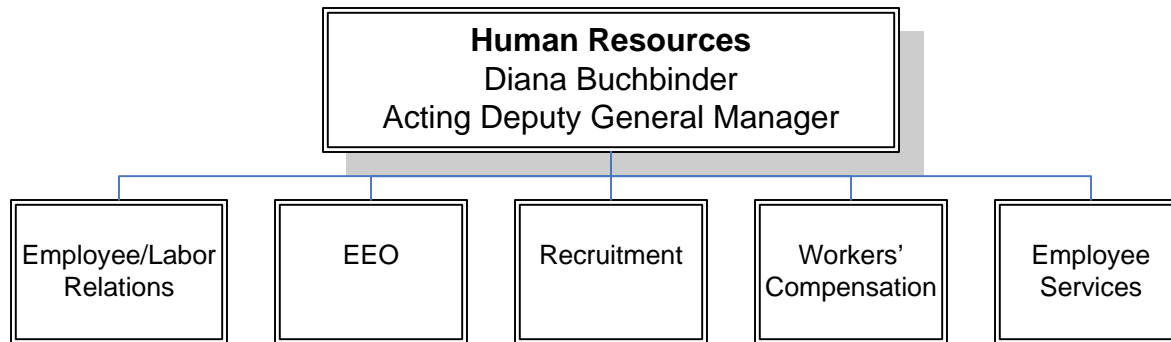 Human Resources
Diana Buchbinder
Acting Deputy General Manager
Employee/Labor
Relations
EEO
Recruitment
Workers’
Compensation
Employee
Services